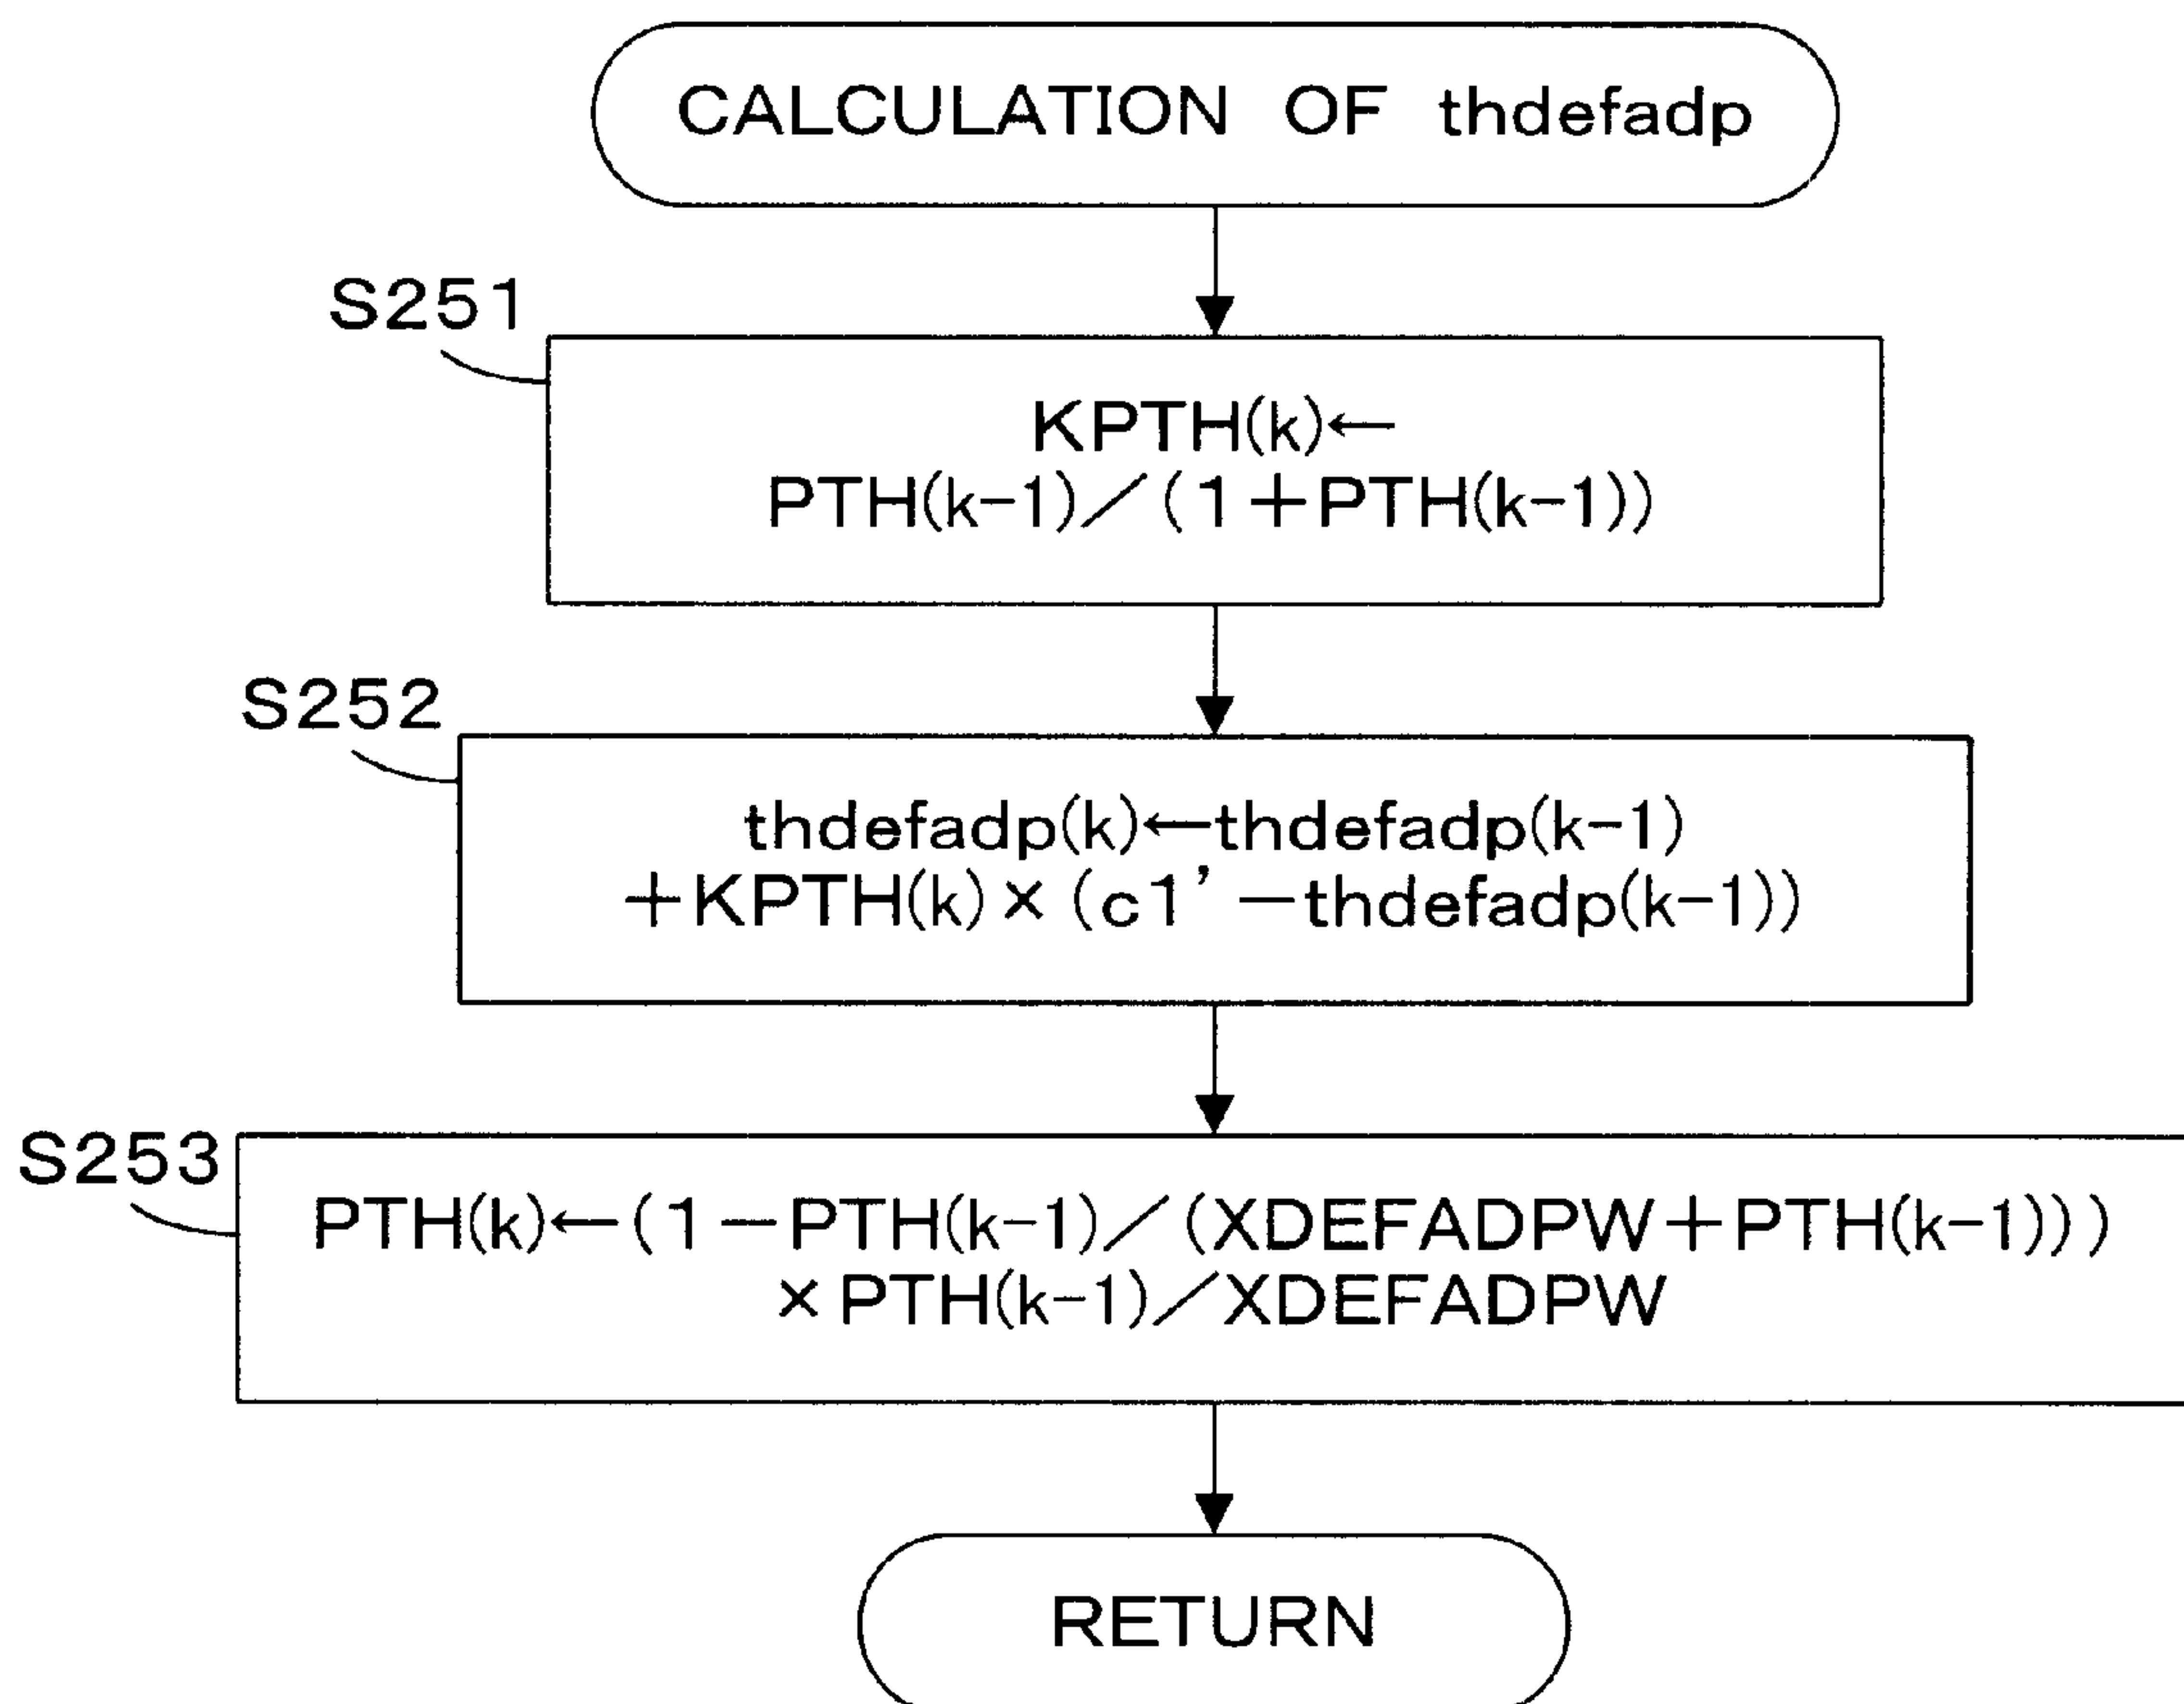 CALCULATION OF thdefadp
S251
KPTH(k)←
PTH(k-1)／(1+PTH(k-1))
S252
thdefadp(k)←thdefadp(k-1)
+KPTH(k)×(c1'-thdefadp(k-1))
S253
PTH(k)←(1-PTH(k-1)／(XDEFADPW+PTH(k-1)))
×PTH(k-1)／XDEFADPW
RETURN